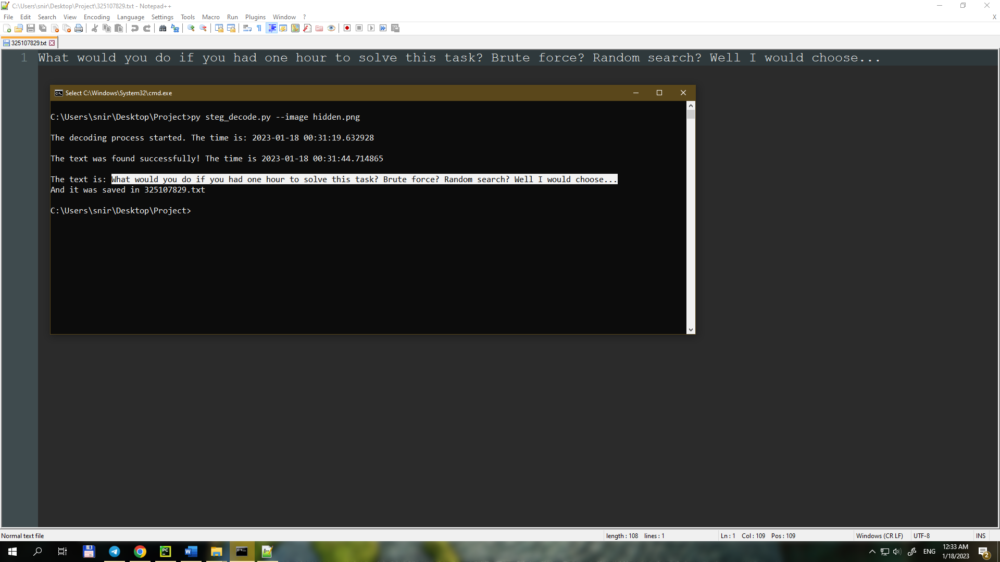 C:\Users\snir\Desktop\Project\325107829.txt - Notepad++
File Edit Search View Encoding Language Settings Tools Macro Run Plugins Window ? X
325107829.txt
1 What would you do if you had one hour to solve this task? Brute force? Random search? Well I would choose...
Select C:\Windows\System32\cmd.exe
C:\Users\snir\Desktop\Project>py steg_decode.py --image hidden.png
The decoding process started. The time is: 2023-01-18 00:31:19.632928
The text was found successfully! The time is 2023-01-18 00:31:44.714865
The text is: What would you do if you had one hour to solve this task? Brute force? Random search? Well I would choose...
And it was saved in 325107829.txt
C:\Users\snir\Desktop\Project>
Normal text file length : 108 lines : 1 Ln : 1 Col : 109 Pos : 109 Windows (CR LF) UTF-8 INS
ENG 12:33 AM
1/18/2023 2